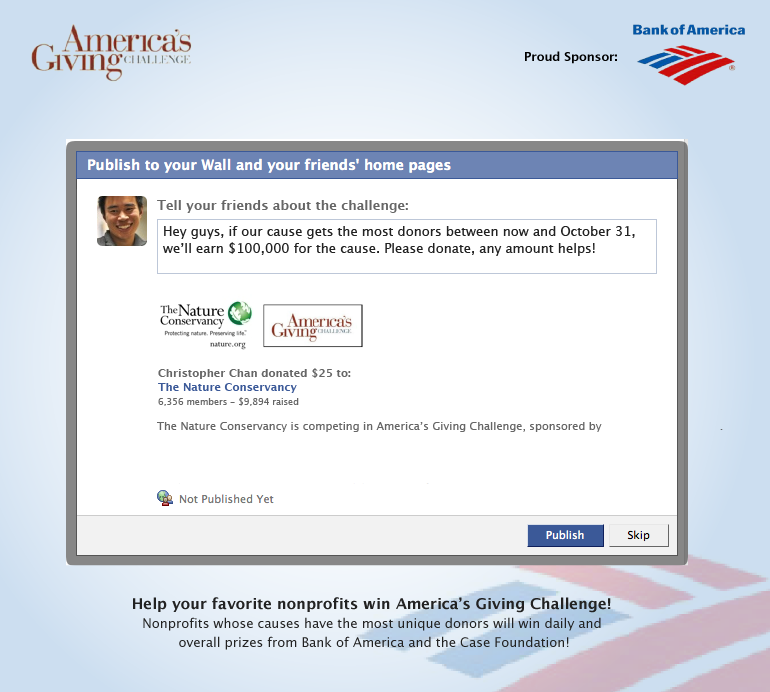 America's
Giving CHALLENGE
Proud Sponsor:
Bank of America
®
Publish to your Wall and your friends' home pages
Tell your friends about the challenge:
Hey guys, if our cause gets the most donors between now and October 31,
we'll earn $100,000 for the cause. Please donate, any amount helps!
The Nature
Conservancy
Protecting nature. Preserving life.™
nature.org
America's
Giving CHALLENGE
Christopher Chan donated $25 to:
The Nature Conservancy
6,356 members – $9,894 raised
The Nature Conservancy is competing in America's Giving Challenge, sponsored by
Not Published Yet
Publish Skip
Help your favorite nonprofits win America's Giving Challenge!
Nonprofits whose causes have the most unique donors will win daily and
overall prizes from Bank of America and the Case Foundation!